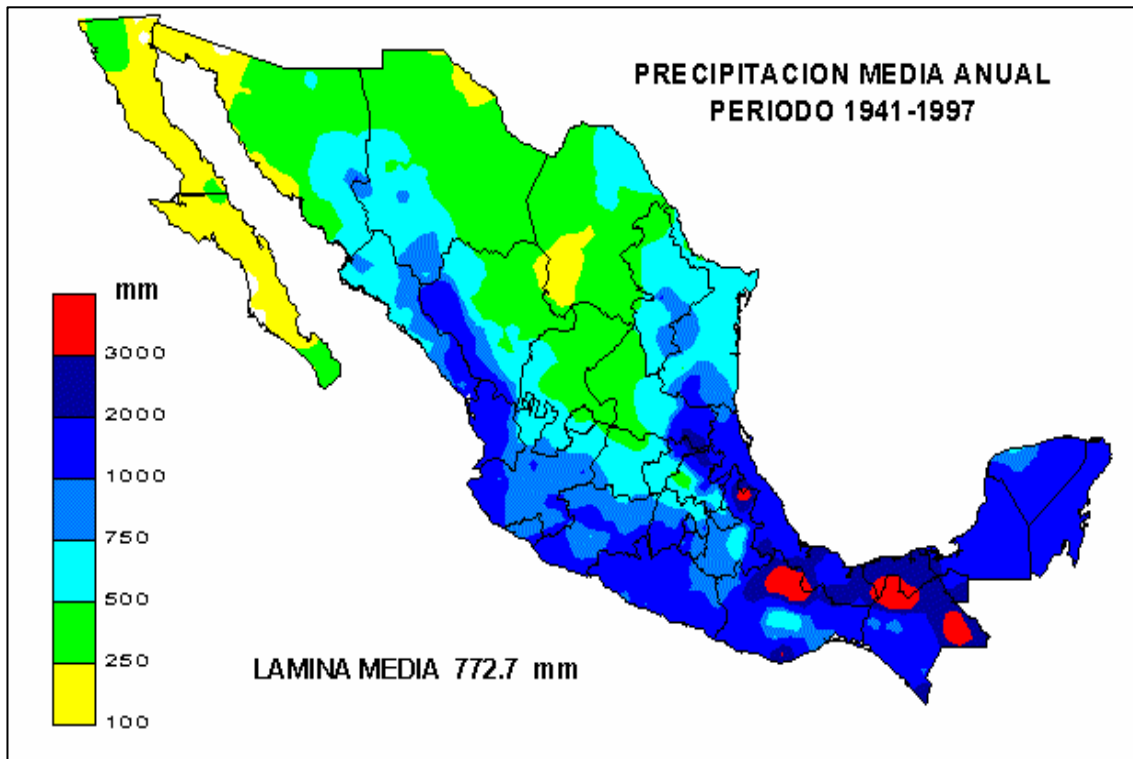 PRECIPITACION MEDIA ANUAL
PERIODO 1941-1997
mm
3000
2000
1000
750
500
250
100
LAMINA MEDIA 772.7 mm